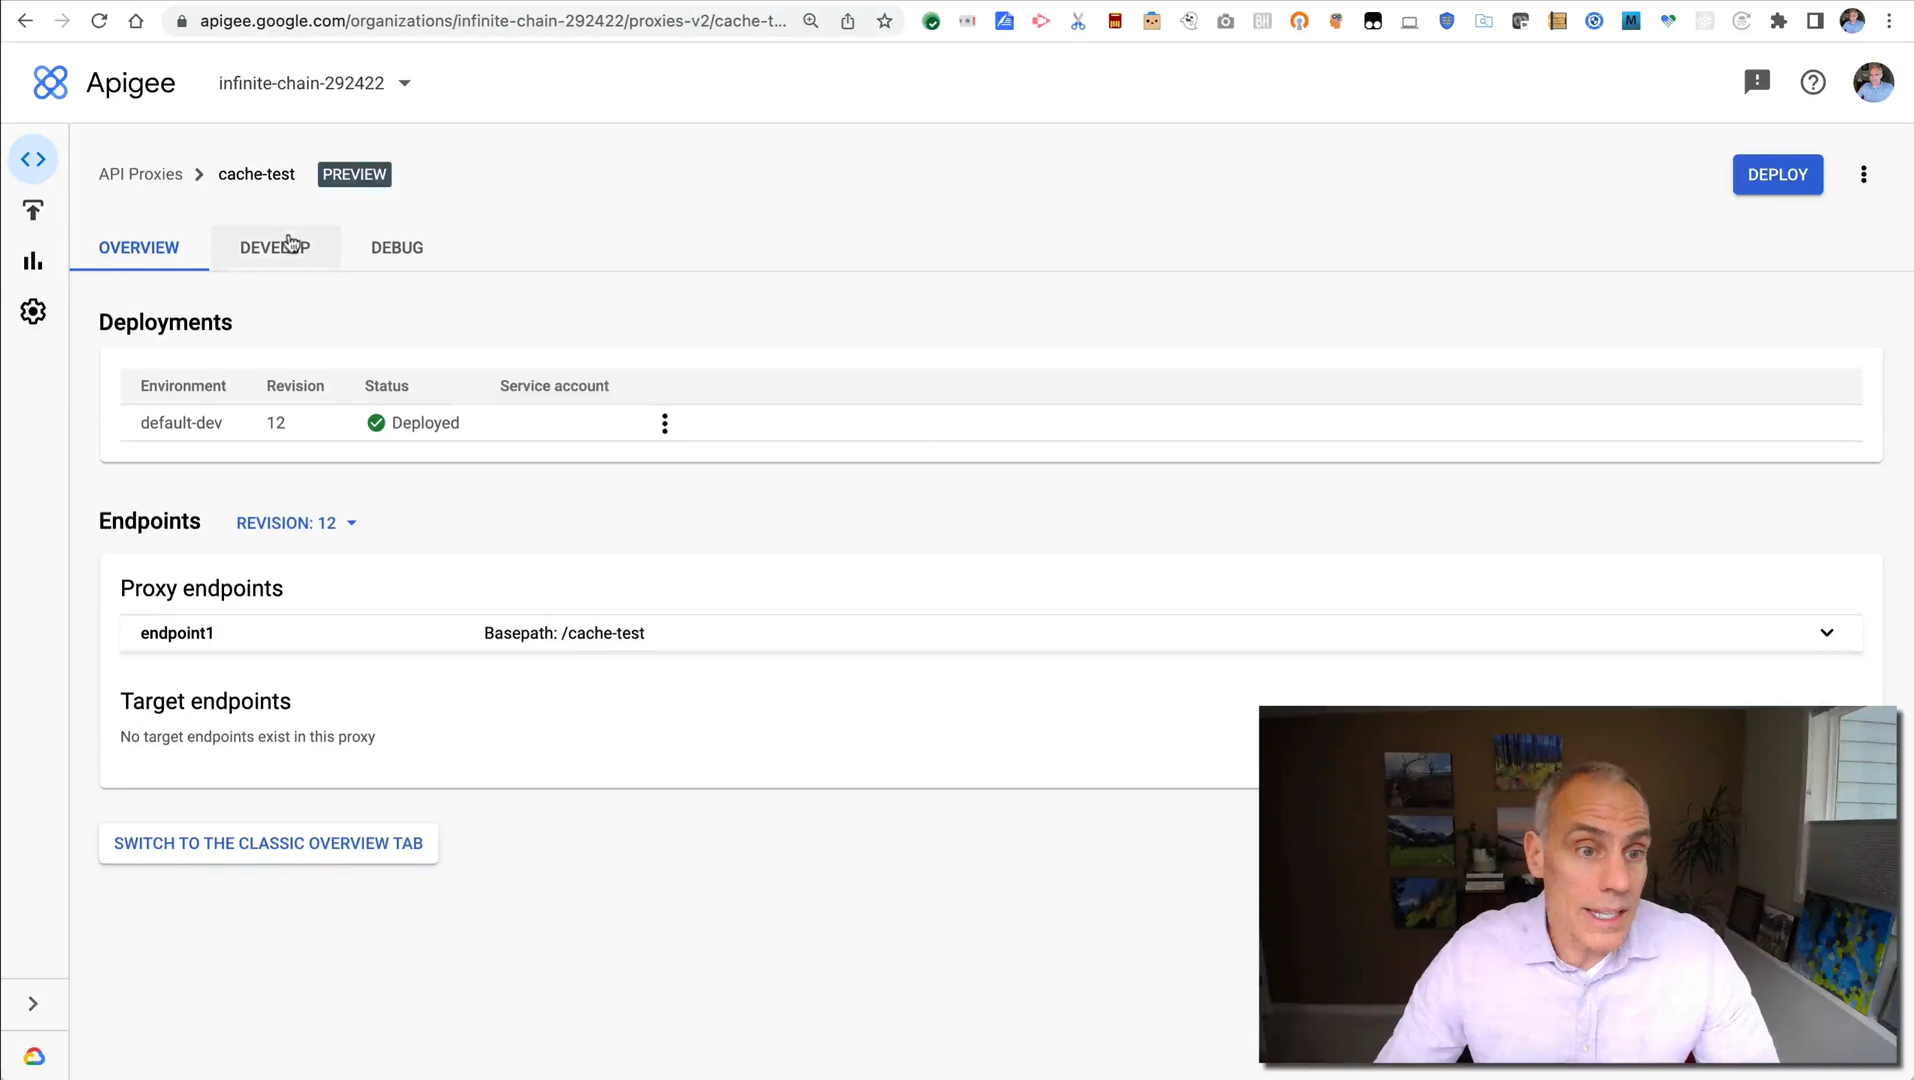 apigee.google.com/organizations/infinite-chain-292422/proxies-v2/cache-t...
Apigee
infinite-chain-292422
API Proxies
cache-test
PREVIEW
DEPLOY
OVERVIEW
DEVELOP
DEBUG
Deployments
Environment Revision Status Service account
default-dev 12 Deployed
Endpoints
REVISION: 12
Proxy endpoints
endpoint1 Basepath: /cache-test
Target endpoints
No target endpoints exist in this proxy
SWITCH TO THE CLASSIC OVERVIEW TAB